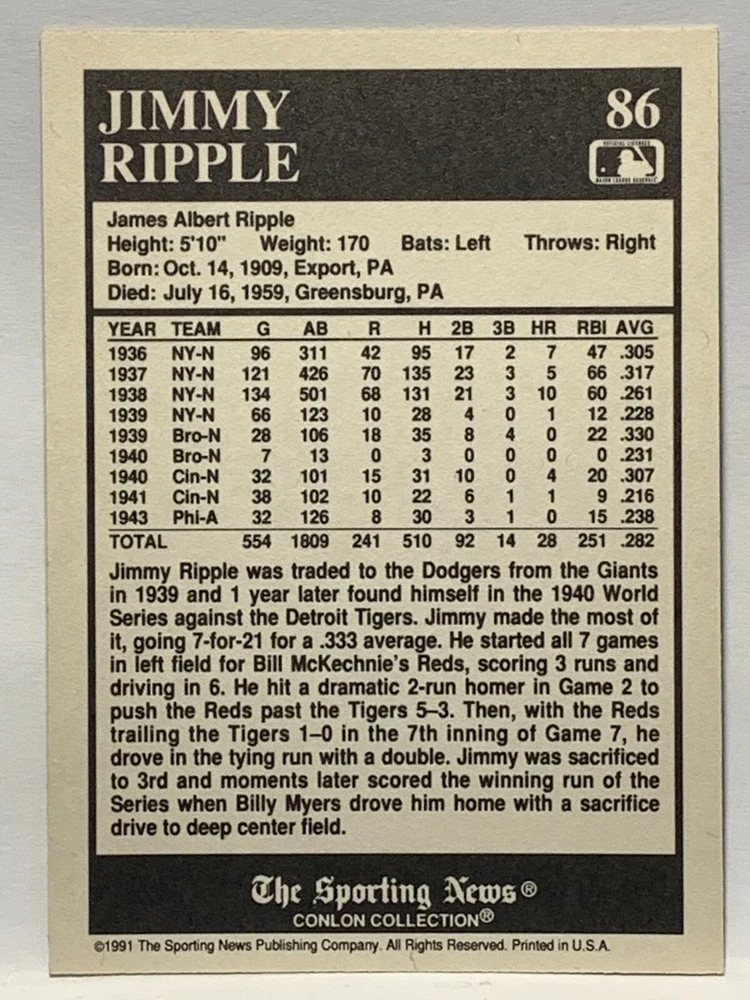 JIMMY
RIPPLE
86
OFFICIAL LICENSEE
MAJOR LEAGUE BASEBALL
James Albert Ripple
Height: 5'10" Weight: 170 Bats: Left Throws: Right
Born: Oct. 14, 1909, Export, PA
Died: July 16, 1959, Greensburg, PA
YEAR TEAM G AB R H 2B 3B HR RBI AVG
1936 NY-N 96 311 42 95 17 2 7 47 .305
1937 NY-N 121 426 70 135 23 3 5 66 .317
1938 NY-N 134 501 68 131 21 3 10 60 .261
1939 NY-N 66 123 10 28 4 0 1 12 .228
1939 Bro-N 28 106 18 35 8 4 0 22 .330
1940 Bro-N 7 13 0 3 0 0 0 0 .231
1940 Cin-N 32 101 15 31 10 0 4 20 .307
1941 Cin-N 38 102 10 22 6 1 1 9 .216
1943 Phi-A 32 126 8 30 3 1 0 15 .238
TOTAL 554 1809 241 510 92 14 28 251 .282
Jimmy Ripple was traded to the Dodgers from the Giants
in 1939 and 1 year later found himself in the 1940 World
Series against the Detroit Tigers. Jimmy made the most of
it, going 7-for-21 for a .333 average. He started all 7 games
in left field for Bill McKechnie's Reds, scoring 3 runs and
driving in 6. He hit a dramatic 2-run homer in Game 2 to
push the Reds past the Tigers 5–3. Then, with the Reds
trailing the Tigers 1–0 in the 7th inning of Game 7, he
drove in the tying run with a double. Jimmy was sacrificed
to 3rd and moments later scored the winning run of the
Series when Billy Myers drove him home with a sacrifice
drive to deep center field.
The Sporting News®
CONLON COLLECTION®
©1991 The Sporting News Publishing Company. All Rights Reserved. Printed in U.S.A.